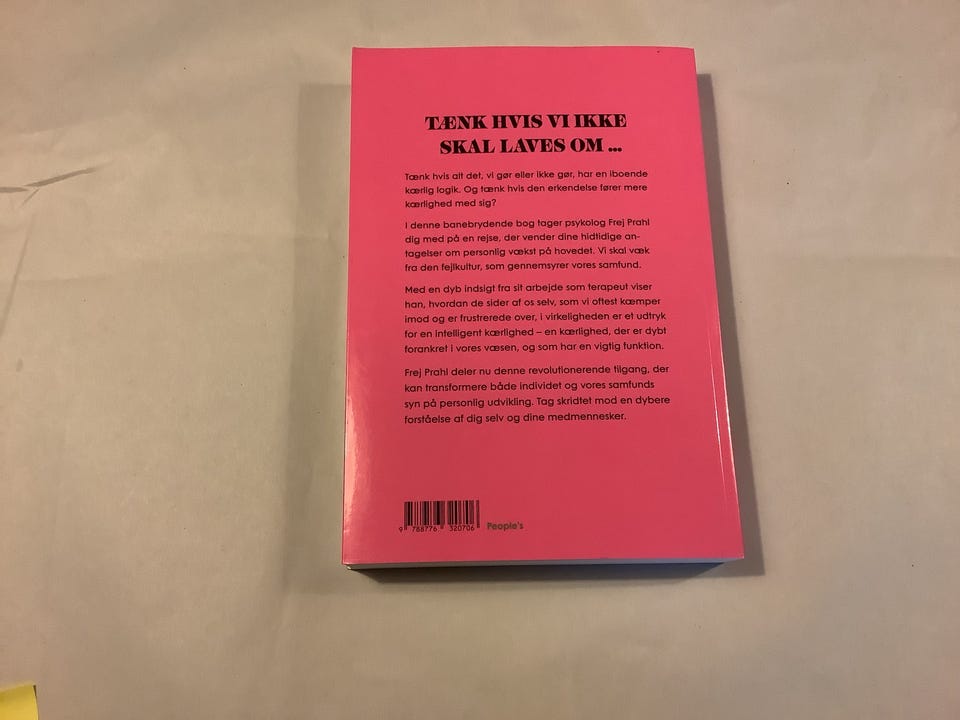 TÆNK HVIS VI IKKE
SKAL LAVES OM ...
Tænk hvis alt det, vi gør eller ikke gør, har en iboende
kærlig logik. Og tænk hvis den erkendelse fører mere
kærlighed med sig?
I denne banebrydende bog tager psykolog Frej Prahl
dig med på en rejse, der vender dine hidtidige an-
tagelser om personlig vækst på hovedet. Vi skal væk
fra den fejlkultur, som gennemsyrer vores samfund.
Med en dyb indsigt fra sit arbejde som terapeut viser
han, hvordan de sider af os selv, som vi oftest kæmper
imod og er frustrerede over, i virkeligheden er et udtryk
for en intelligent kærlighed – en kærlighed, der er dybt
forankret i vores væsen, og som har en vigtig funktion.
Frej Prahl deler nu denne revolutionerende tilgang, der
kan transformere både individet og vores samfunds
syn på personlig udvikling. Tag skridtet mod en dybere
forståelse af dig selv og dine medmennesker.
9 788776 320706
People's